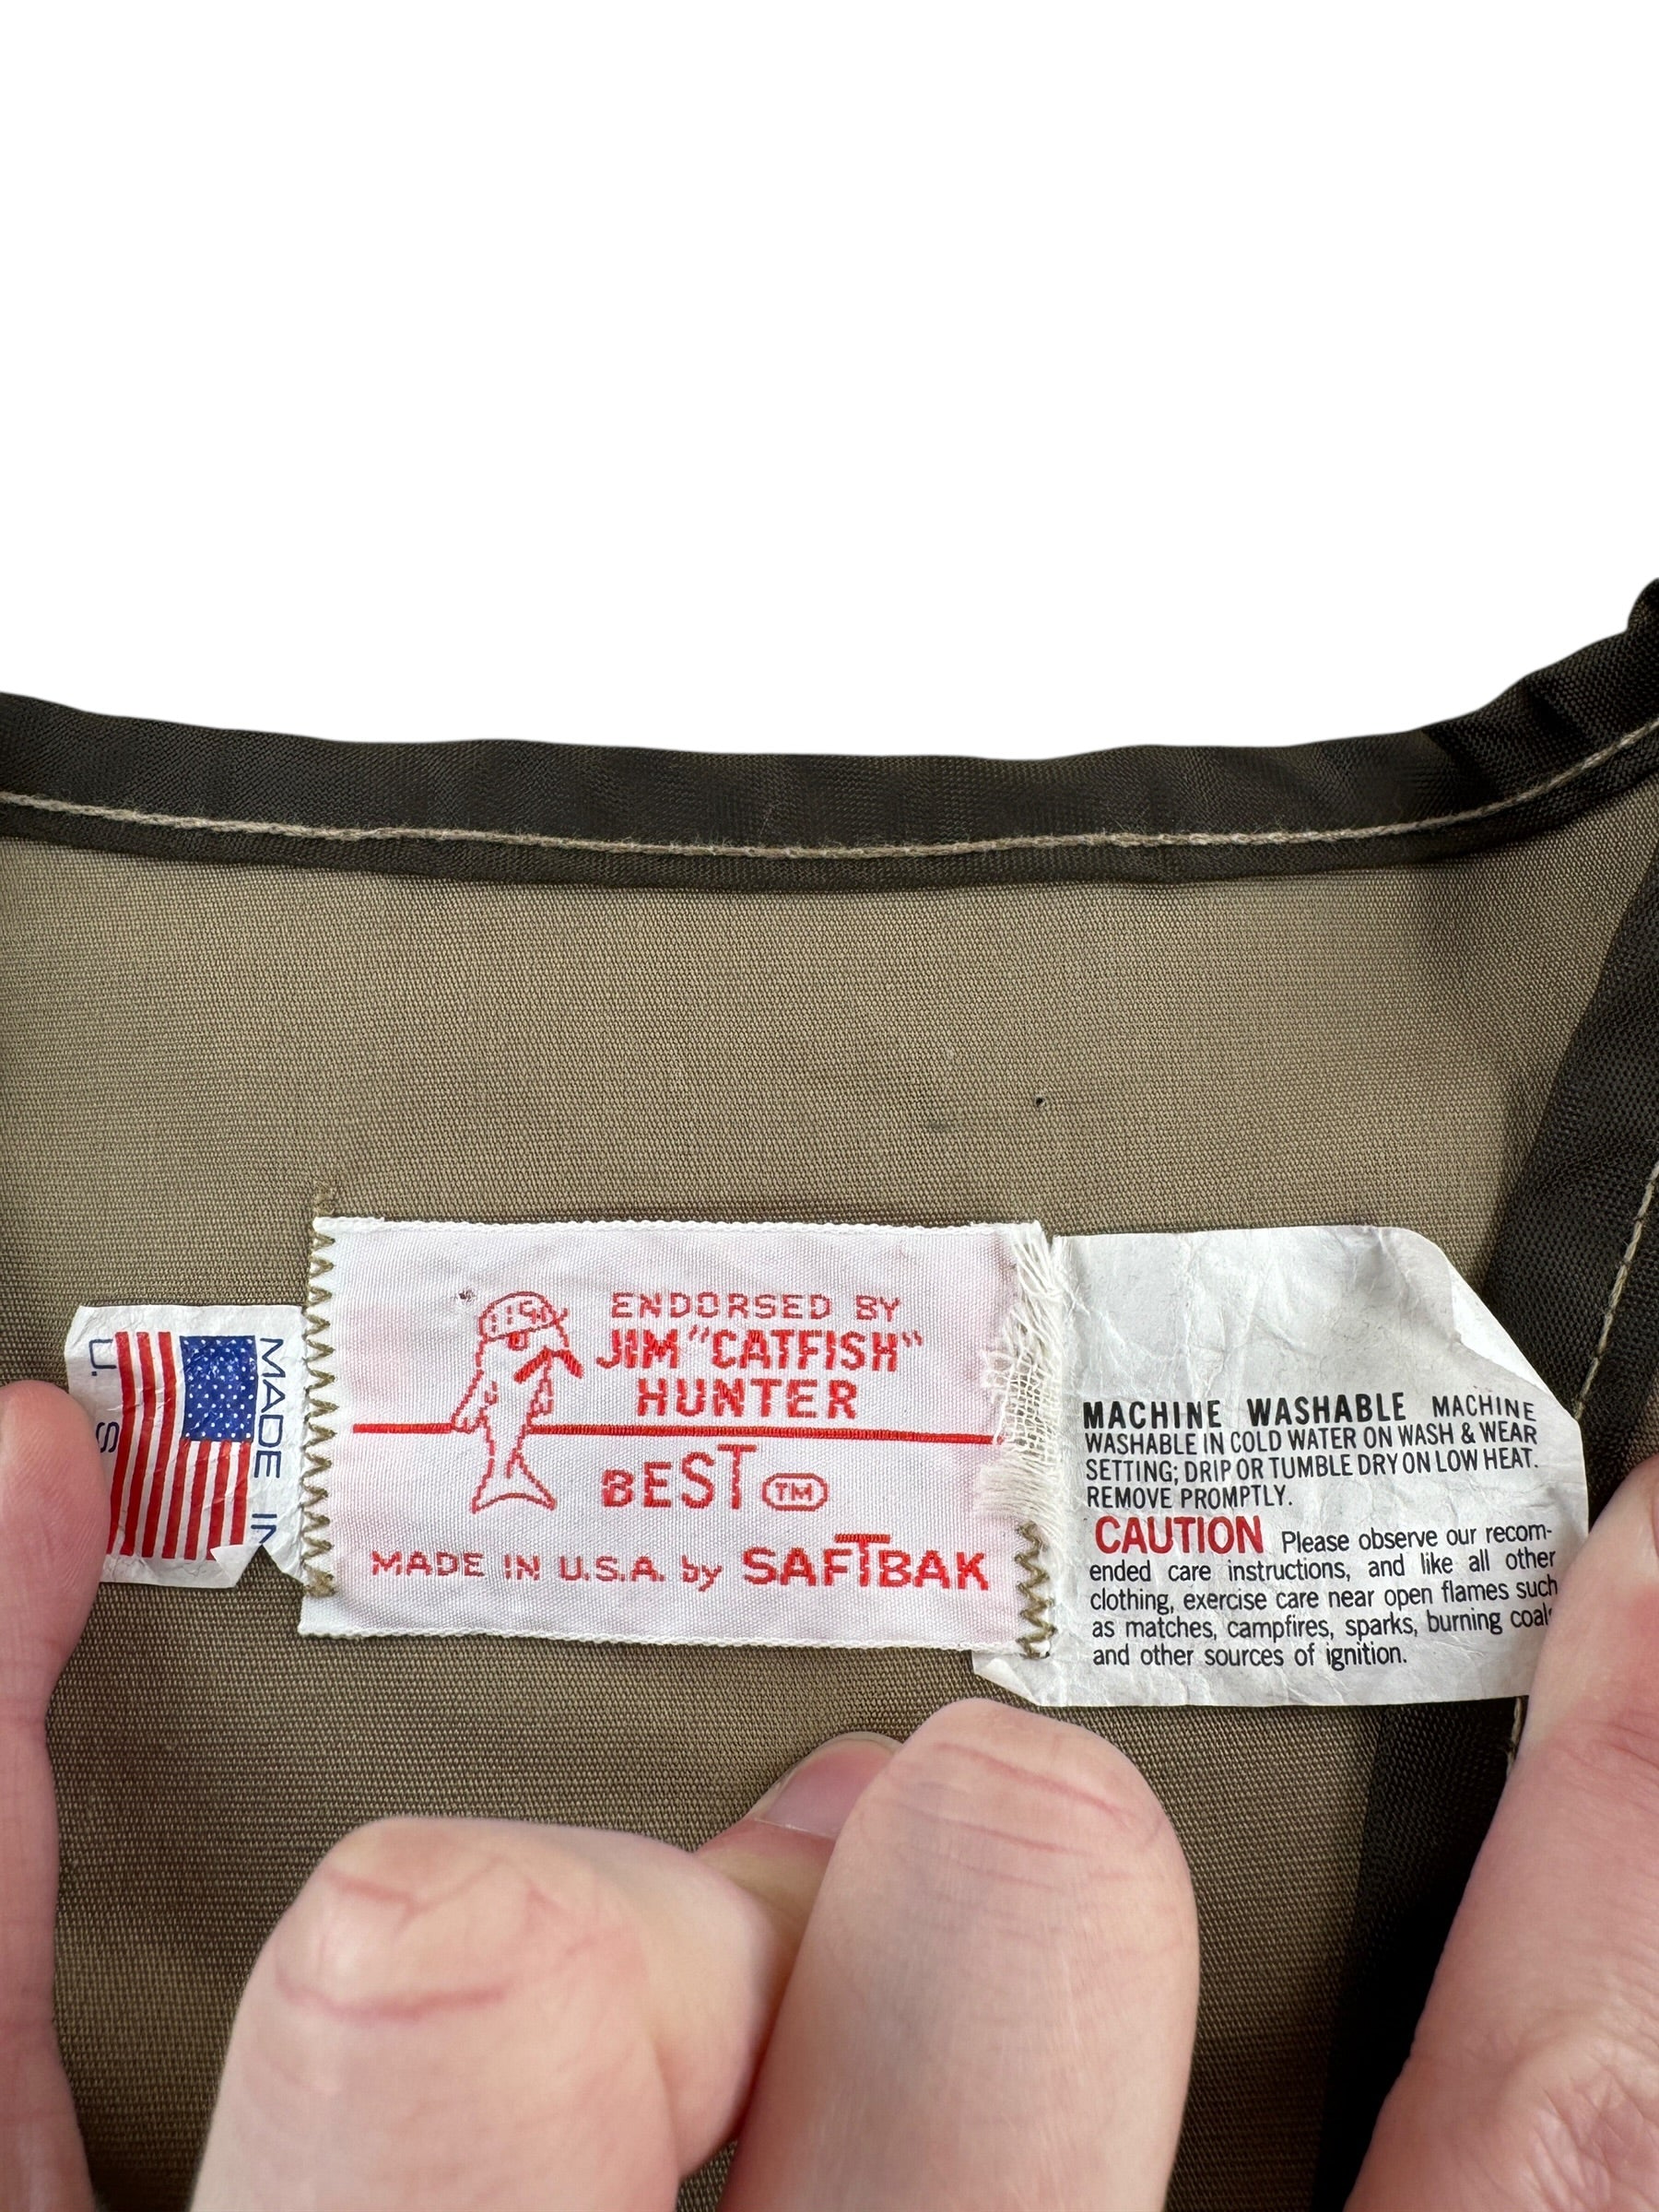 MADE IN
U. S
ENDORSED BY
JIM "CATFISH"
HUNTER
BEST TM
MADE IN U.S.A. by SAFTBAK
MACHINE WASHABLE MACHINE
WASHABLE IN COLD WATER ON WASH & WEAR
SETTING; DRIP OR TUMBLE DRY ON LOW HEAT.
REMOVE PROMPTLY.
CAUTION Please observe our recom-
ended care instructions, and like all other
clothing, exercise care near open flames such
as matches, campfires, sparks, burning coals
and other sources of ignition.